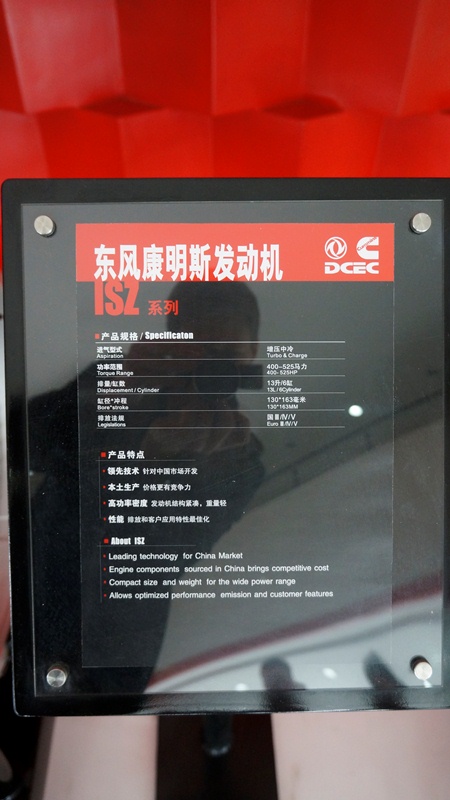 东风康明斯发动机
DCEC
ISZ 系列
产品规格 / Specificaton
进气型式 增压中冷
Aspiration Turbo & Charge
功率范围 400-525马力
Torque Range 400- 525HP
排量/缸数 13升/6缸
Displacement / Cylinder 13L / 6Cylinder
缸径*冲程 130*163毫米
Bore*stroke 130*163MM
排放法规 国Ⅲ/Ⅳ/Ⅴ
Legislations Euro Ⅲ/Ⅳ/Ⅴ
产品特点
领先技术 针对中国市场开发
本土生产 价格更有竞争力
高功率密度 发动机结构紧凑，重量轻
性能 排放和客户应用特性最佳化
About ISZ
Leading technology for China Market
Engine components sourced in China brings competitive cost
Compact size and weight for the wide power range
Allows optimized performance emission and customer features